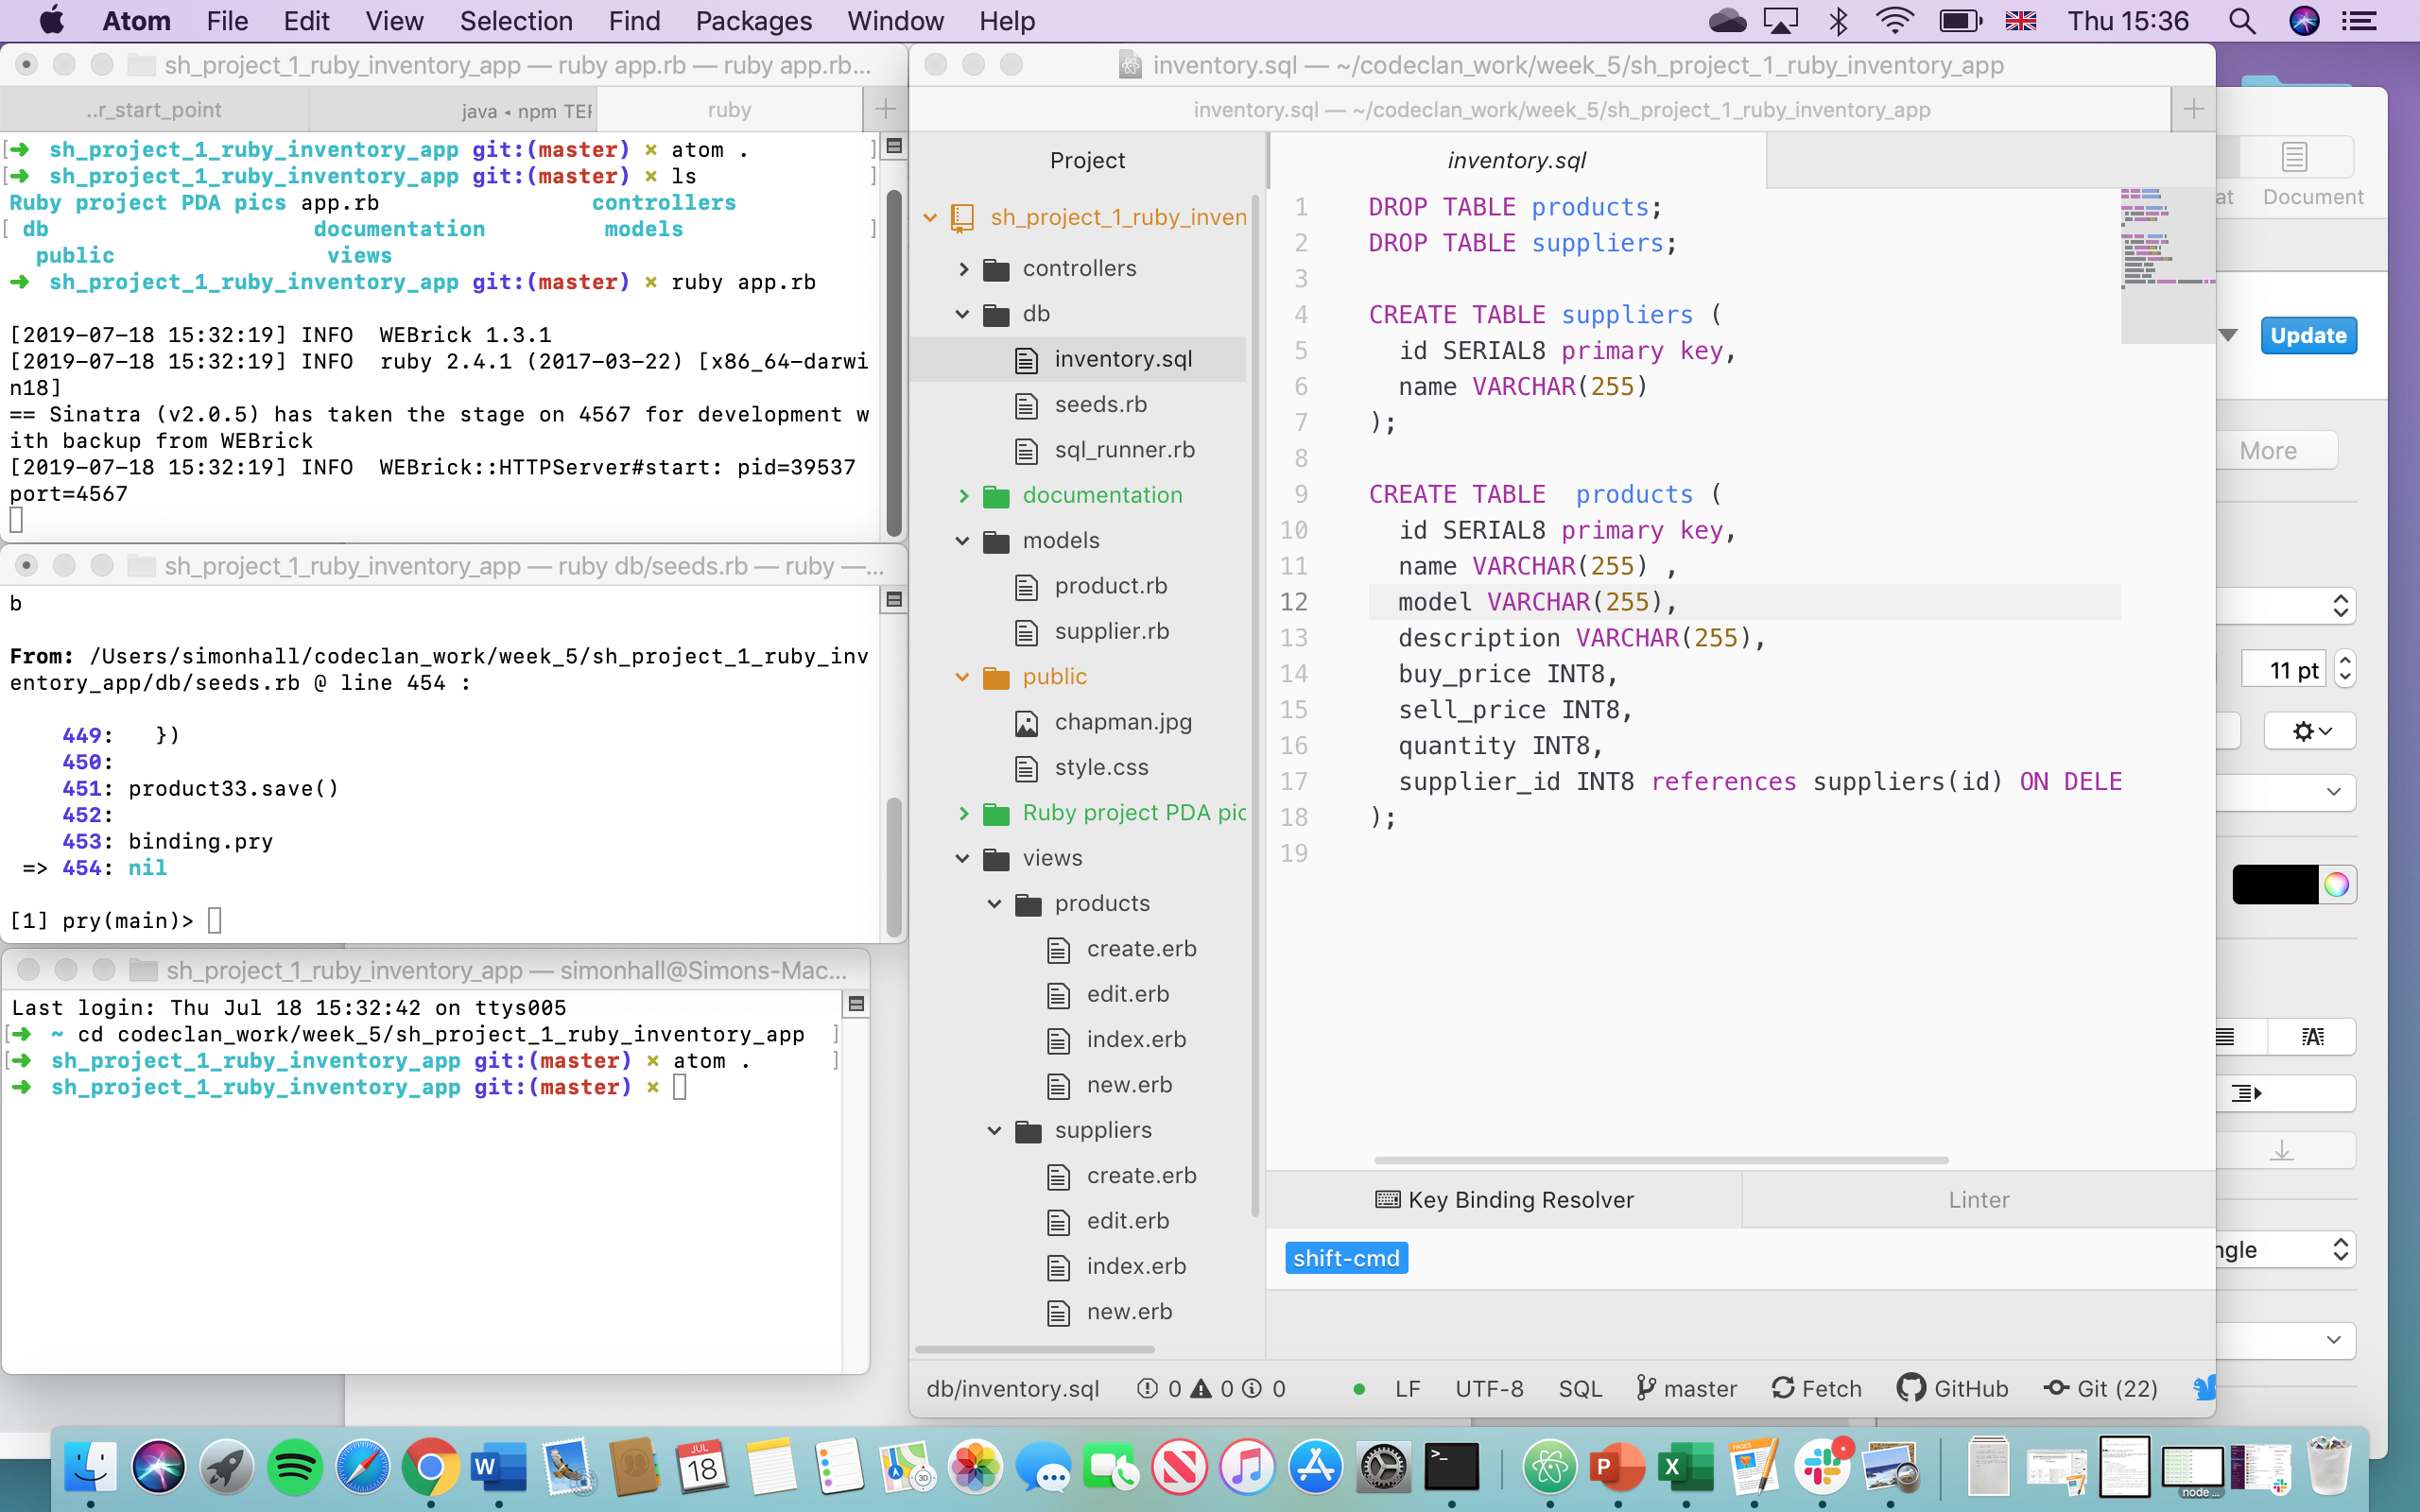 Atom File Edit View Selection Find Packages Window Help Thu 15:36
sh_project_1_ruby_inventory_app — ruby app.rb — ruby app.rb...
..r_start_point java ◂ npm TEI ruby
[➜ sh_project_1_ruby_inventory_app git:(master) × atom . ]
[➜ sh_project_1_ruby_inventory_app git:(master) × ls ]
Ruby project PDA pics app.rb controllers
[ db documentation models ]
public views
➜ sh_project_1_ruby_inventory_app git:(master) × ruby app.rb
[2019-07-18 15:32:19] INFO WEBrick 1.3.1
[2019-07-18 15:32:19] INFO ruby 2.4.1 (2017-03-22) [x86_64-darwi
n18]
== Sinatra (v2.0.5) has taken the stage on 4567 for development w
ith backup from WEBrick
[2019-07-18 15:32:19] INFO WEBrick::HTTPServer#start: pid=39537
port=4567
sh_project_1_ruby_inventory_app — ruby db/seeds.rb — ruby —...
b
From: /Users/simonhall/codeclan_work/week_5/sh_project_1_ruby_inv
entory_app/db/seeds.rb @ line 454 :
449: })
450:
451: product33.save()
452:
453: binding.pry
=> 454: nil
[1] pry(main)>
sh_project_1_ruby_inventory_app — simonhall@Simons-Mac...
Last login: Thu Jul 18 15:32:42 on ttys005
[➜ ~ cd codeclan_work/week_5/sh_project_1_ruby_inventory_app ]
[➜ sh_project_1_ruby_inventory_app git:(master) × atom . ]
➜ sh_project_1_ruby_inventory_app git:(master) ×
inventory.sql — ~/codeclan_work/week_5/sh_project_1_ruby_inventory_app
inventory.sql — ~/codeclan_work/week_5/sh_project_1_ruby_inventory_app
Project
sh_project_1_ruby_inven
controllers
db
inventory.sql
seeds.rb
sql_runner.rb
documentation
models
product.rb
supplier.rb
public
chapman.jpg
style.css
Ruby project PDA pic
views
products
create.erb
edit.erb
index.erb
new.erb
suppliers
create.erb
edit.erb
index.erb
new.erb
inventory.sql
1 DROP TABLE products;
2 DROP TABLE suppliers;
3
4 CREATE TABLE suppliers (
5 id SERIAL8 primary key,
6 name VARCHAR(255)
7 );
8
9 CREATE TABLE  products (
10 id SERIAL8 primary key,
11 name VARCHAR(255) ,
12 model VARCHAR(255),
13 description VARCHAR(255),
14 buy_price INT8,
15 sell_price INT8,
16 quantity INT8,
17 supplier_id INT8 references suppliers(id) ON DELE
18 );
19
Key Binding Resolver Linter
shift-cmd
db/inventory.sql 0 0 0 LF UTF-8 SQL master Fetch GitHub Git (22)
at Document
Update
More
11 pt
ngle
JUL
18
W
3D
P
X
PAGES
node ...